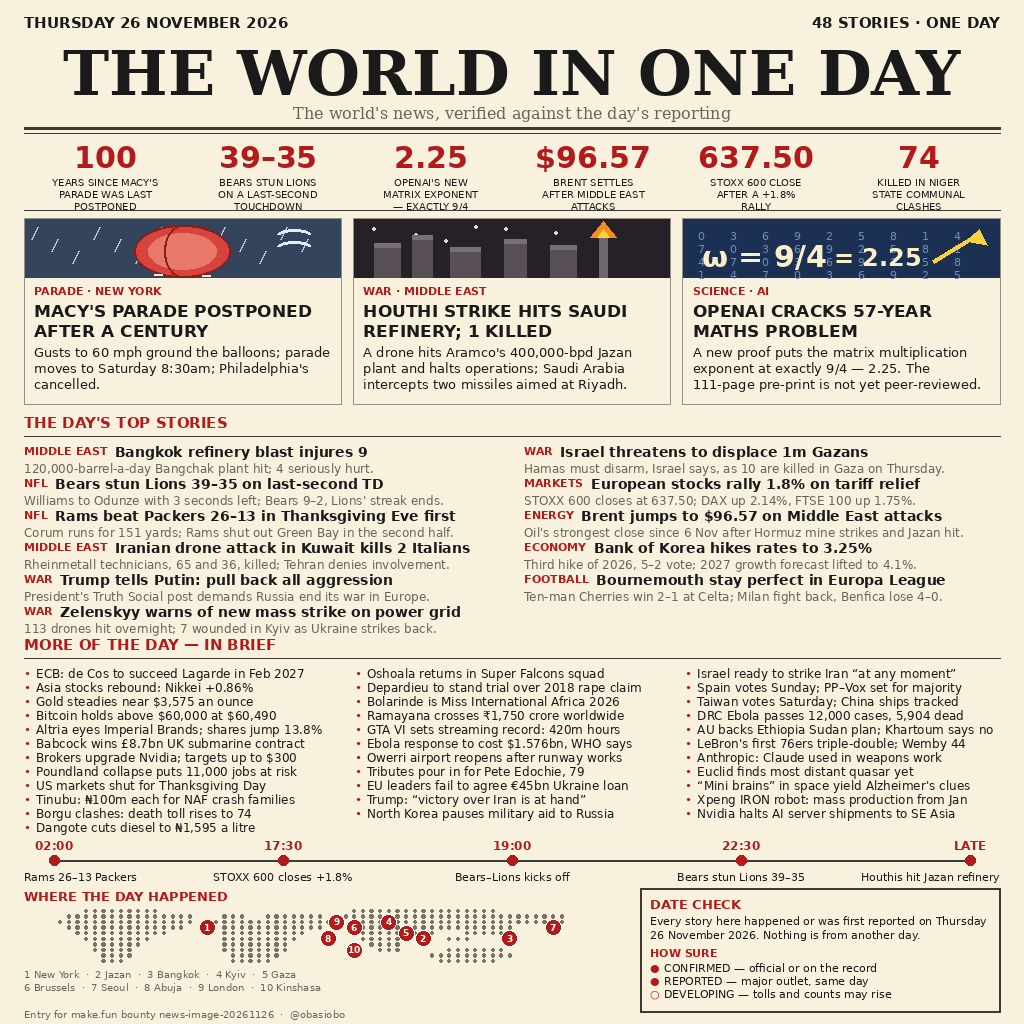 THURSDAY 26 NOVEMBER 2026
48 STORIES · ONE DAY
THE WORLD IN ONE DAY
The world's news, verified against the day's reporting
100
YEARS SINCE MACY'S
PARADE WAS LAST
POSTPONED
39–35
BEARS STUN LIONS
ON A LAST-SECOND
TOUCHDOWN
2.25
OPENAI'S NEW
MATRIX EXPONENT
— EXACTLY 9/4
$96.57
BRENT SETTLES
AFTER MIDDLE EAST
ATTACKS
637.50
STOXX 600 CLOSE
AFTER A +1.8%
RALLY
74
KILLED IN NIGER
STATE COMMUNAL
CLASHES
ω = 9/4 = 2.25
PARADE · NEW YORK
MACY'S PARADE POSTPONED
AFTER A CENTURY
Gusts to 60 mph ground the balloons; parade
moves to Saturday 8:30am; Philadelphia's
cancelled.
WAR · MIDDLE EAST
HOUTHI STRIKE HITS SAUDI
REFINERY; 1 KILLED
A drone hits Aramco's 400,000-bpd Jazan
plant and halts operations; Saudi Arabia
intercepts two missiles aimed at Riyadh.
SCIENCE · AI
OPENAI CRACKS 57-YEAR
MATHS PROBLEM
A new proof puts the matrix multiplication
exponent at exactly 9/4 — 2.25. The
111-page pre-print is not yet peer-reviewed.
THE DAY'S TOP STORIES
MIDDLE EAST Bangkok refinery blast injures 9
120,000-barrel-a-day Bangchak plant hit; 4 seriously hurt.
NFL Bears stun Lions 39–35 on last-second TD
Williams to Odunze with 3 seconds left; Bears 9–2, Lions' streak ends.
NFL Rams beat Packers 26–13 in Thanksgiving Eve first
Corum runs for 151 yards; Rams shut out Green Bay in the second half.
MIDDLE EAST Iranian drone attack in Kuwait kills 2 Italians
Rheinmetall technicians, 65 and 36, killed; Tehran denies involvement.
WAR Trump tells Putin: pull back all aggression
President's Truth Social post demands Russia end its war in Europe.
WAR Zelenskyy warns of new mass strike on power grid
113 drones hit overnight; 7 wounded in Kyiv as Ukraine strikes back.
WAR Israel threatens to displace 1m Gazans
Hamas must disarm, Israel says, as 10 are killed in Gaza on Thursday.
MARKETS European stocks rally 1.8% on tariff relief
STOXX 600 closes at 637.50; DAX up 2.14%, FTSE 100 up 1.75%.
ENERGY Brent jumps to $96.57 on Middle East attacks
Oil's strongest close since 6 Nov after Hormuz mine strikes and Jazan hit.
ECONOMY Bank of Korea hikes rates to 3.25%
Third hike of 2026, 5–2 vote; 2027 growth forecast lifted to 4.1%.
FOOTBALL Bournemouth stay perfect in Europa League
Ten-man Cherries win 2–1 at Celta; Milan fight back, Benfica lose 4–0.
MORE OF THE DAY — IN BRIEF
• ECB: de Cos to succeed Lagarde in Feb 2027
• Asia stocks rebound: Nikkei +0.86%
• Gold steadies near $3,575 an ounce
• Bitcoin holds above $60,000 at $60,490
• Altria eyes Imperial Brands; shares jump 13.8%
• Babcock wins £8.7bn UK submarine contract
• Brokers upgrade Nvidia; targets up to $300
• Poundland collapse puts 11,000 jobs at risk
• US markets shut for Thanksgiving Day
• Tinubu: ₦100m each for NAF crash families
• Borgu clashes: death toll rises to 74
• Dangote cuts diesel to ₦1,595 a litre
• Oshoala returns in Super Falcons squad
• Depardieu to stand trial over 2018 rape claim
• Bolarinde is Miss International Africa 2026
• Ramayana crosses ₹1,750 crore worldwide
• GTA VI sets streaming record: 420m hours
• Ebola response to cost $1.576bn, WHO says
• Owerri airport reopens after runway works
• Tributes pour in for Pete Edochie, 79
• EU leaders fail to agree €45bn Ukraine loan
• Trump: “victory over Iran is at hand”
• North Korea pauses military aid to Russia
• Israel ready to strike Iran “at any moment”
• Spain votes Sunday; PP–Vox set for majority
• Taiwan votes Saturday; China ships tracked
• DRC Ebola passes 12,000 cases, 5,904 dead
• AU backs Ethiopia Sudan plan; Khartoum says no
• LeBron's first 76ers triple-double; Wemby 44
• Anthropic: Claude used in weapons work
• Euclid finds most distant quasar yet
• “Mini brains” in space yield Alzheimer's clues
• Xpeng IRON robot: mass production from Jan
• Nvidia halts AI server shipments to SE Asia
02:00
Rams 26–13 Packers
17:30
STOXX 600 closes +1.8%
19:00
Bears–Lions kicks off
22:30
Bears stun Lions 39–35
LATE
Houthis hit Jazan refinery
WHERE THE DAY HAPPENED
1 9 6 4 5 2 8 10 3 7
1 New York · 2 Jazan · 3 Bangkok · 4 Kyiv · 5 Gaza
6 Brussels · 7 Seoul · 8 Abuja · 9 London · 10 Kinshasa
DATE CHECK
Every story here happened or was first reported on Thursday
26 November 2026. Nothing is from another day.
HOW SURE
● CONFIRMED — official or on the record
● REPORTED — major outlet, same day
○ DEVELOPING — tolls and counts may rise
Entry for make.fun bounty news-image-20261126 · @obasiobo